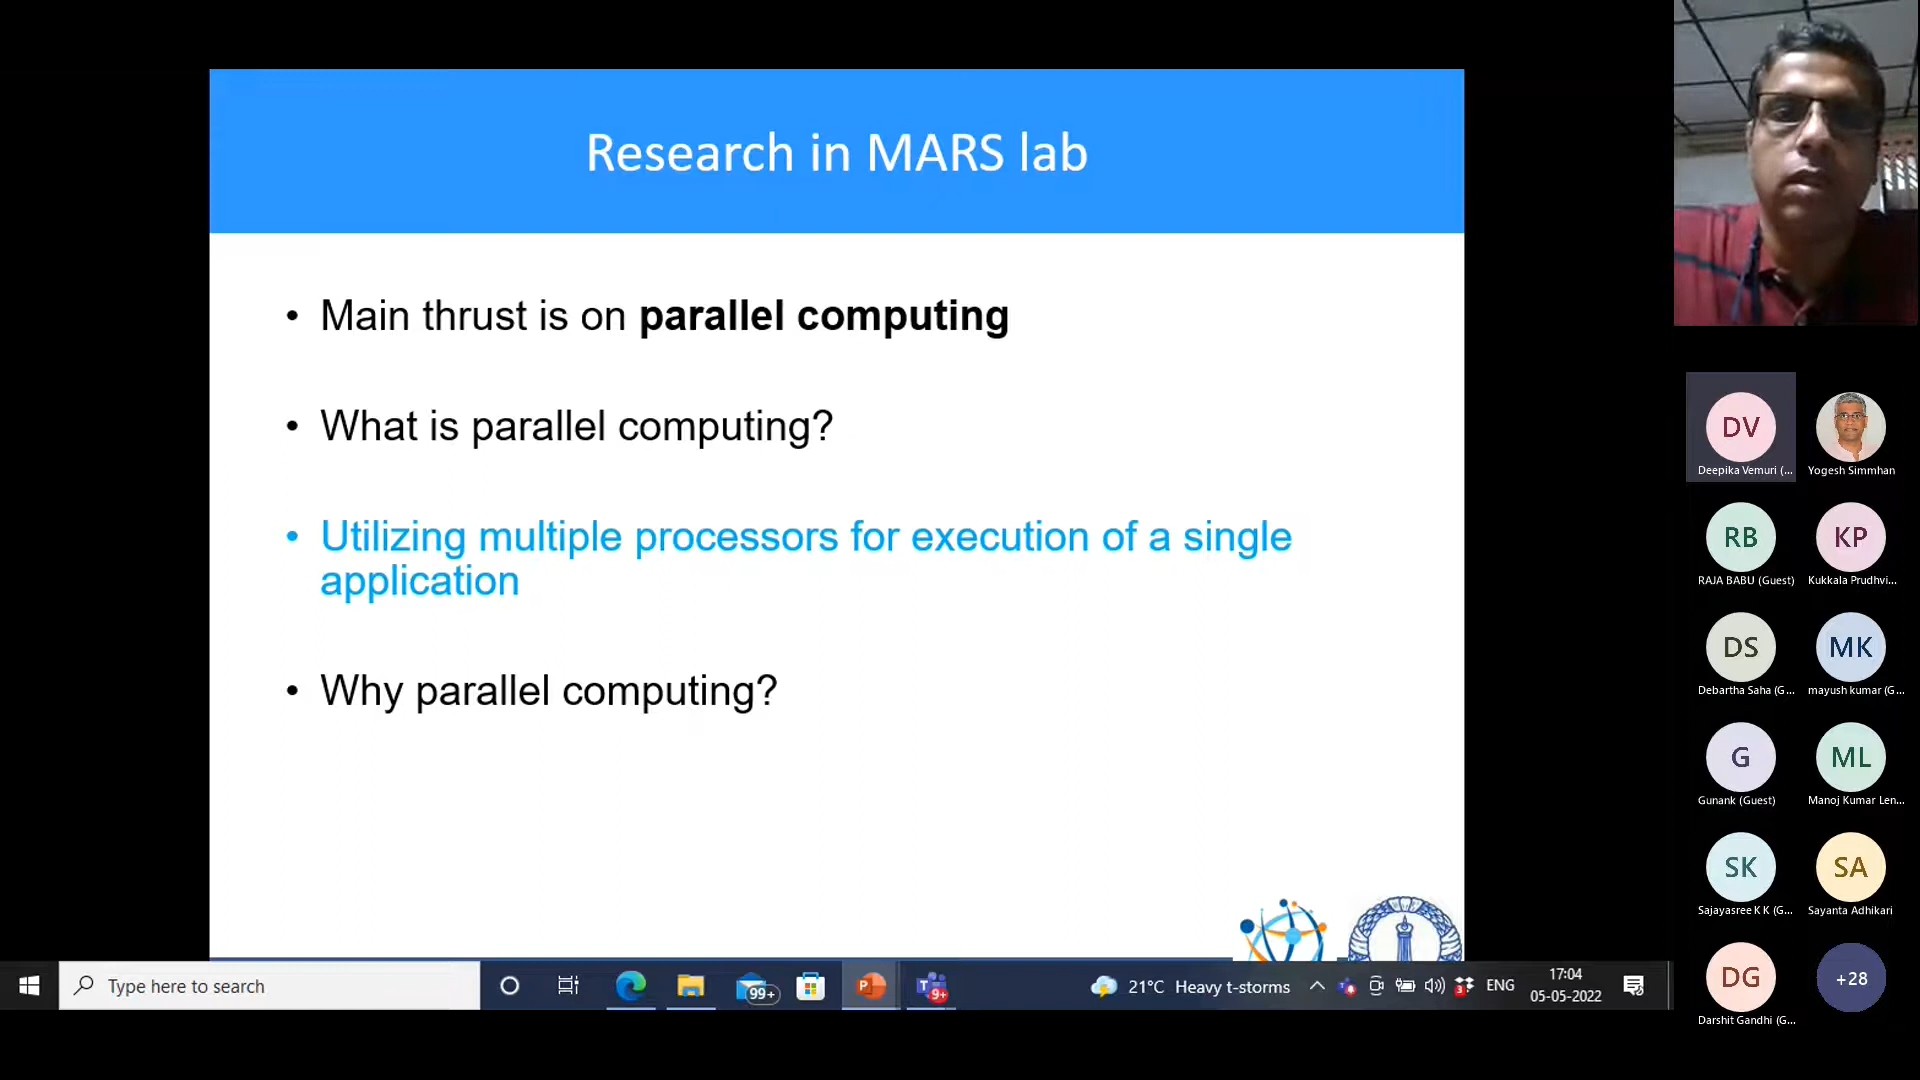 Research in MARS lab
• Main thrust is on parallel computing
• What is parallel computing?
• Utilizing multiple processors for execution of a single
application
• Why parallel computing?
DV
Deepika Vemuri (...
Yogesh Simmhan
RB
RAJA BABU (Guest)
KP
Kukkala Prudhvi...
DS
Debartha Saha (G...
MK
mayush kumar (G...
G
Gunank (Guest)
ML
Manoj Kumar Len...
SK
Sajayasree K K (G...
SA
Sayanta Adhikari
DG
Darshit Gandhi (G...
+28
Type here to search
99+
P
T
9+
21°C Heavy t-storms
3
ENG
17:04
05-05-2022